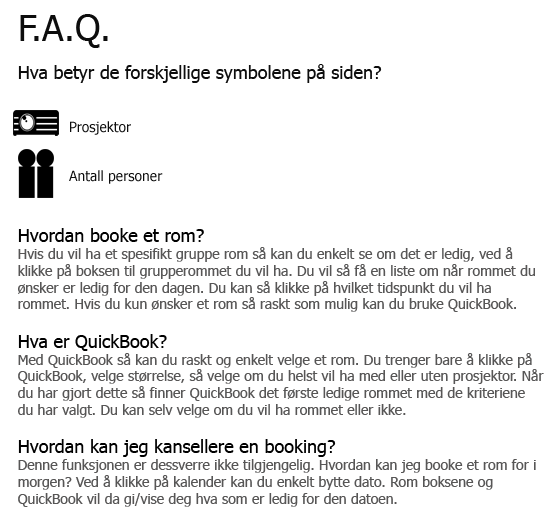 F.A.Q.
Hva betyr de forskjellige symbolene på siden?
Prosjektor
Antall personer
Hvordan booke et rom?
Hvis du vil ha et spesifikt gruppe rom så kan du enkelt se om det er ledig, ved å
klikke på boksen til grupperommet du vil ha. Du vil så få en liste om når rommet du
ønsker er ledig for den dagen. Du kan så klikke på hvilket tidspunkt du vil ha
rommet. Hvis du kun ønsker et rom så raskt som mulig kan du bruke QuickBook.
Hva er QuickBook?
Med QuickBook så kan du raskt og enkelt velge et rom. Du trenger bare å klikke på
QuickBook, velge størrelse, så velge om du helst vil ha med eller uten prosjektor. Når
du har gjort dette så finner QuickBook det første ledige rommet med de kriteriene
du har valgt. Du kan selv velge om du vil ha rommet eller ikke.
Hvordan kan jeg kansellere en booking?
Denne funksjonen er dessverre ikke tilgjengelig. Hvordan kan jeg booke et rom for i
morgen? Ved å klikke på kalender kan du enkelt bytte dato. Rom boksene og
QuickBook vil da gi/vise deg hva som er ledig for den datoen.